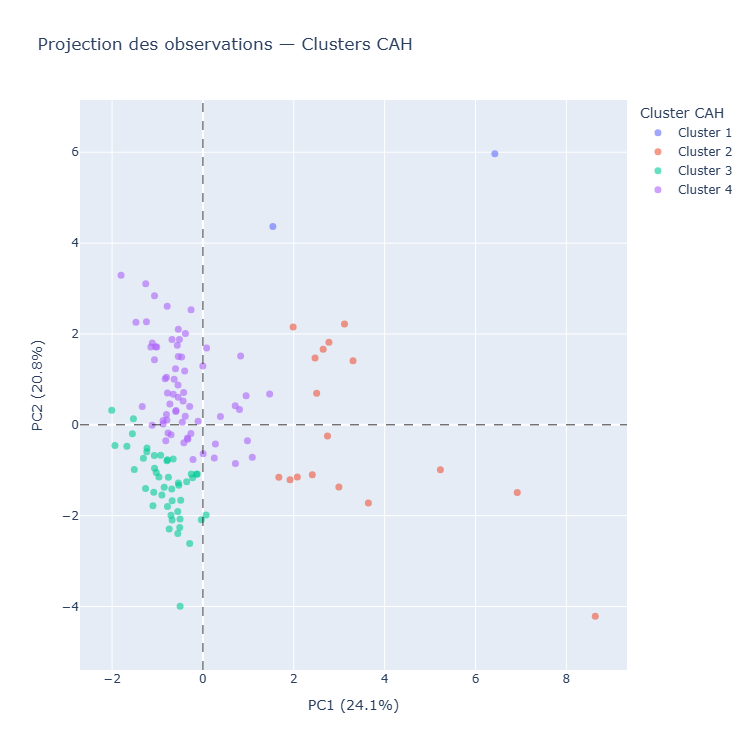 Projection des observations — Clusters CAH
Cluster CAH
Cluster 1
Cluster 2
Cluster 3
Cluster 4
PC2 (20.8%)
6
4
2
0
−2
−4
−2 0 2 4 6 8
PC1 (24.1%)